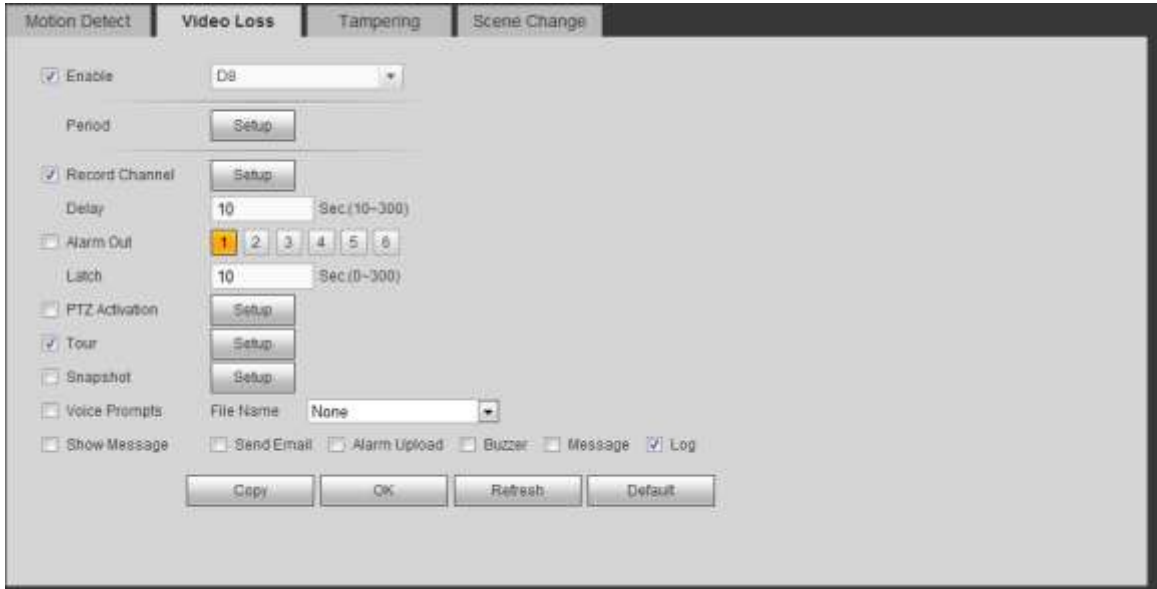 Motion Detect Video Loss Tampering Scene Change
Enable D8
Period Setup
Record Channel Setup
Delay 10 Sec.(10~300)
Alarm Out 1 2 3 4 5 6
Latch 10 Sec.(0~300)
PTZ Activation Setup
Tour Setup
Snapshot Setup
Voice Prompts File Name None
Show Message Send Email Alarm Upload Buzzer Message Log
Copy OK Refresh Default